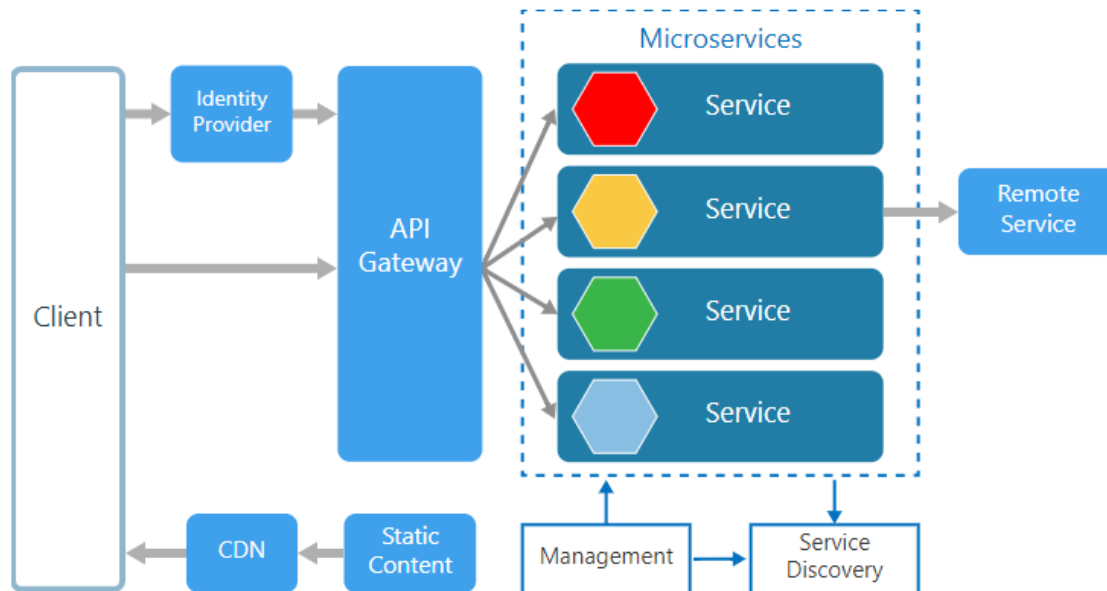 Microservices
Identity
Provider
Service
API
Gateway
Service
Remote
Service
Client
Service
Service
CDN
Static
Content
Management
Service
Discovery